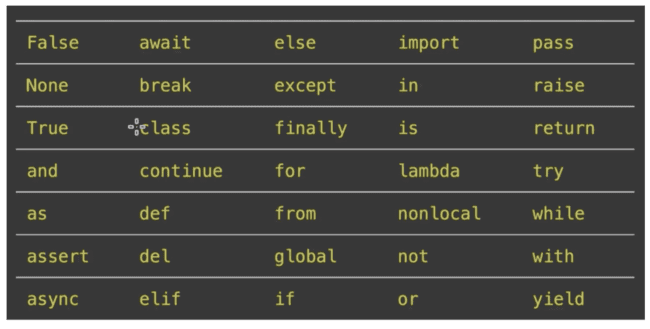 False await else import pass
None break except in raise
True class finally is return
and continue for lambda try
as def from nonlocal while
assert del global not with
async elif if or yield